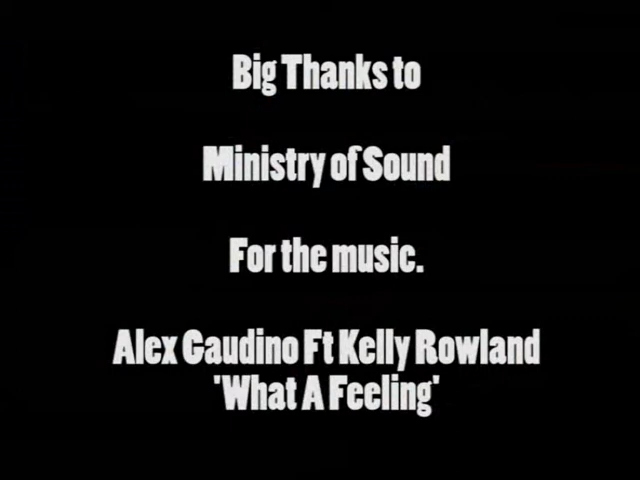 Big Thanks to
Ministry of Sound
For the music.
Alex Gaudino Ft Kelly Rowland
'What A Feeling'